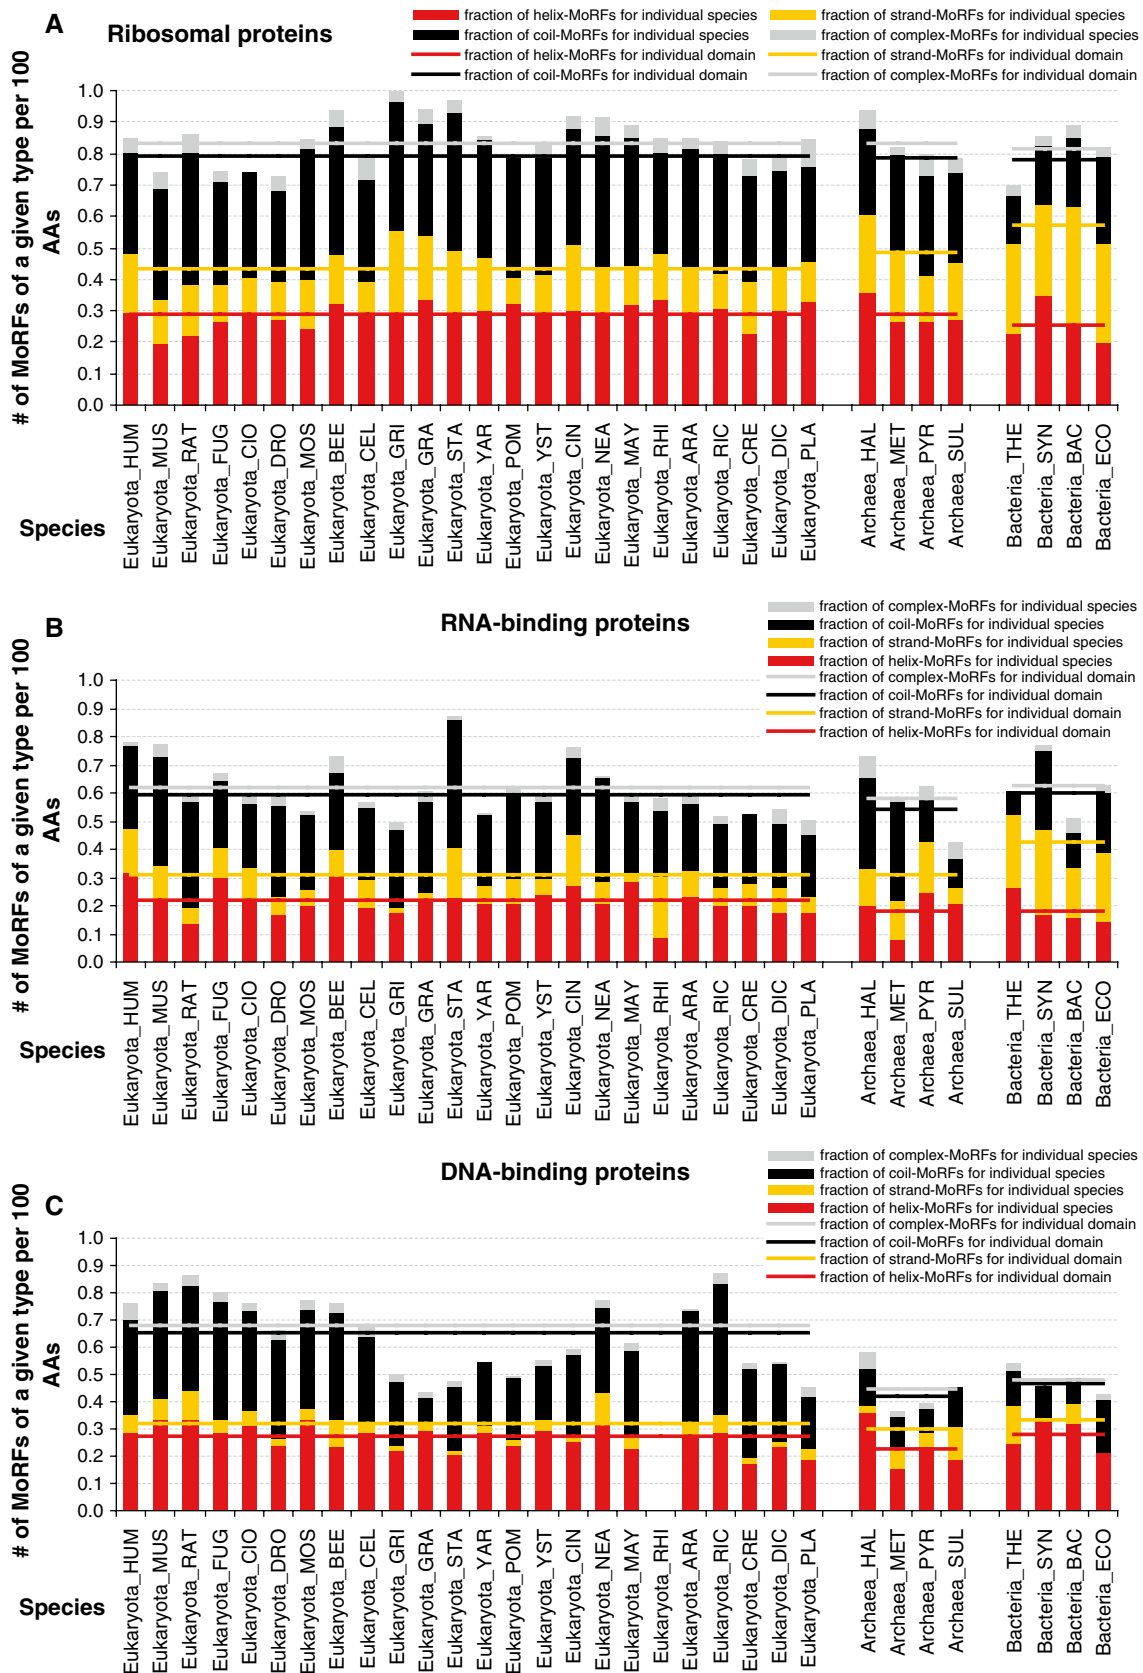 A
Ribosomal proteins
fraction of helix-MoRFs for individual species
fraction of strand-MoRFs for individual species
fraction of coil-MoRFs for individual species
fraction of complex-MoRFs for individual species
fraction of helix-MoRFs for individual domain
fraction of strand-MoRFs for individual domain
fraction of coil-MoRFs for individual domain
fraction of complex-MoRFs for individual domain
# of MoRFs of a given type per 100
AAs
1.0
0.9
0.8
0.7
0.6
0.5
0.4
0.3
0.2
0.1
0.0
Eukaryota_HUM
Eukaryota_MUS
Eukaryota_RAT
Eukaryota_FUG
Eukaryota_CIO
Eukaryota_DRO
Eukaryota_MOS
Eukaryota_BEE
Eukaryota_CEL
Eukaryota_GRI
Eukaryota_GRA
Eukaryota_STA
Eukaryota_YAR
Eukaryota_POM
Eukaryota_YST
Eukaryota_CIN
Eukaryota_NEA
Eukaryota_MAY
Eukaryota_RHI
Eukaryota_ARA
Eukaryota_RIC
Eukaryota_CRE
Eukaryota_DIC
Eukaryota_PLA
Archaea_HAL
Archaea_MET
Archaea_PYR
Archaea_SUL
Bacteria_THE
Bacteria_SYN
Bacteria_BAC
Bacteria_ECO
Species
B
RNA-binding proteins
fraction of complex-MoRFs for individual species
fraction of coil-MoRFs for individual species
fraction of strand-MoRFs for individual species
fraction of helix-MoRFs for individual species
fraction of complex-MoRFs for individual domain
fraction of coil-MoRFs for individual domain
fraction of strand-MoRFs for individual domain
fraction of helix-MoRFs for individual domain
# of MoRFs of a given type per 100
AAs
1.0
0.9
0.8
0.7
0.6
0.5
0.4
0.3
0.2
0.1
0.0
Eukaryota_HUM
Eukaryota_MUS
Eukaryota_RAT
Eukaryota_FUG
Eukaryota_CIO
Eukaryota_DRO
Eukaryota_MOS
Eukaryota_BEE
Eukaryota_CEL
Eukaryota_GRI
Eukaryota_GRA
Eukaryota_STA
Eukaryota_YAR
Eukaryota_POM
Eukaryota_YST
Eukaryota_CIN
Eukaryota_NEA
Eukaryota_MAY
Eukaryota_RHI
Eukaryota_ARA
Eukaryota_RIC
Eukaryota_CRE
Eukaryota_DIC
Eukaryota_PLA
Archaea_HAL
Archaea_MET
Archaea_PYR
Archaea_SUL
Bacteria_THE
Bacteria_SYN
Bacteria_BAC
Bacteria_ECO
Species
C
DNA-binding proteins
fraction of complex-MoRFs for individual species
fraction of coil-MoRFs for individual species
fraction of strand-MoRFs for individual species
fraction of helix-MoRFs for individual species
fraction of complex-MoRFs for individual domain
fraction of coil-MoRFs for individual domain
fraction of strand-MoRFs for individual domain
fraction of helix-MoRFs for individual domain
# of MoRFs of a given type per 100
AAs
1.0
0.9
0.8
0.7
0.6
0.5
0.4
0.3
0.2
0.1
0.0
Eukaryota_HUM
Eukaryota_MUS
Eukaryota_RAT
Eukaryota_FUG
Eukaryota_CIO
Eukaryota_DRO
Eukaryota_MOS
Eukaryota_BEE
Eukaryota_CEL
Eukaryota_GRI
Eukaryota_GRA
Eukaryota_STA
Eukaryota_YAR
Eukaryota_POM
Eukaryota_YST
Eukaryota_CIN
Eukaryota_NEA
Eukaryota_MAY
Eukaryota_RHI
Eukaryota_ARA
Eukaryota_RIC
Eukaryota_CRE
Eukaryota_DIC
Eukaryota_PLA
Archaea_HAL
Archaea_MET
Archaea_PYR
Archaea_SUL
Bacteria_THE
Bacteria_SYN
Bacteria_BAC
Bacteria_ECO
Species